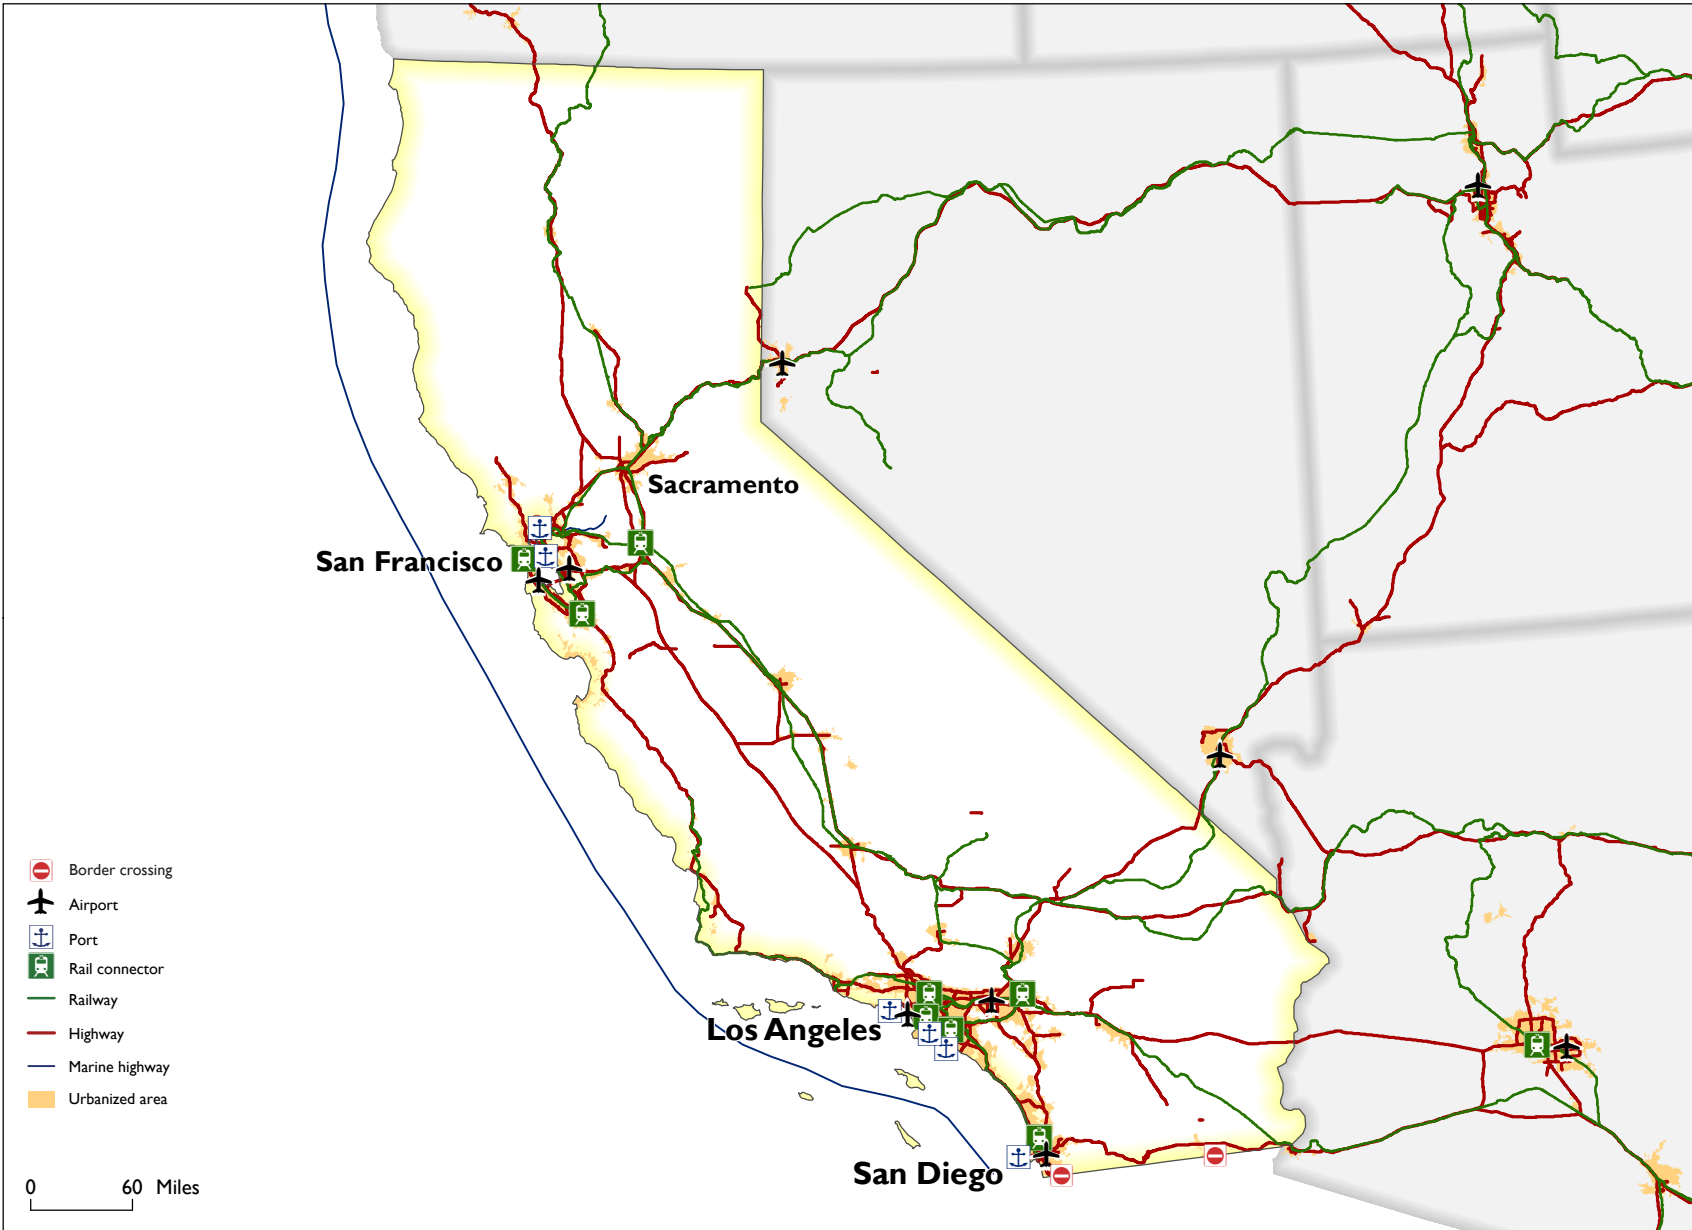 Sacramento
San Francisco
Los Angeles
San Diego
Border crossing
Airport
Port
Rail connector
Railway
Highway
Marine highway
Urbanized area
0 60 Miles